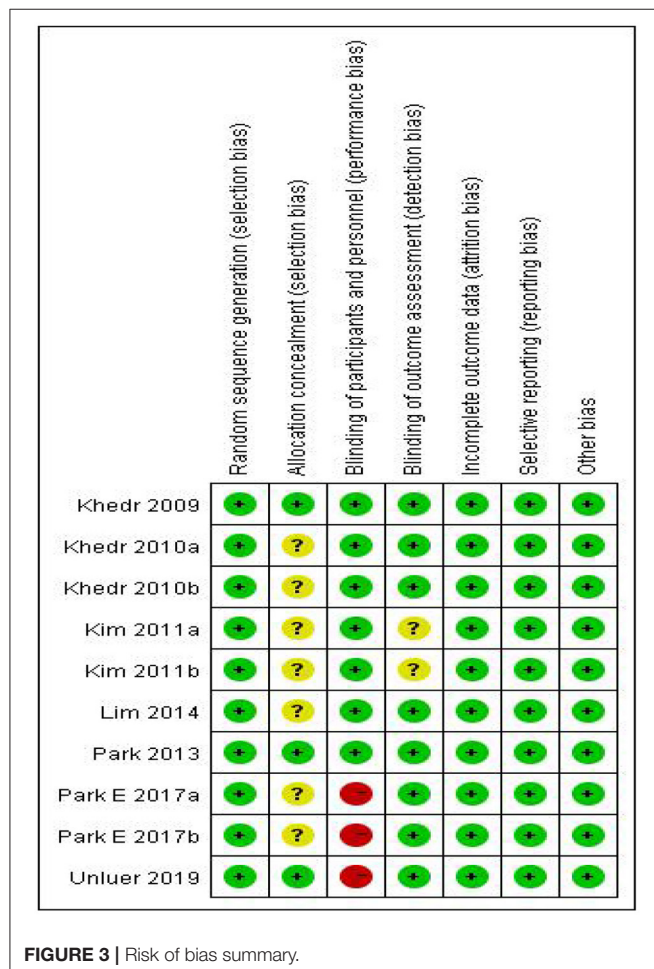 Random sequence generation (selection bias)
Allocation concealment (selection bias)
Blinding of participants and personnel (performance bias)
Blinding of outcome assessment (detection bias)
Incomplete outcome data (attrition bias)
Selective reporting (reporting bias)
Other bias
Khedr 2009 + + + + + + +
Khedr 2010a + ? + + + + +
Khedr 2010b + ? + + + + +
Kim 2011a + ? + ? + + +
Kim 2011b + ? + ? + + +
Lim 2014 + ? + + + + +
Park 2013 + + + + + + +
Park E 2017a + ? - + + + +
Park E 2017b + ? - + + + +
Unluer 2019 + + - + + + +
FIGURE 3 | Risk of bias summary.